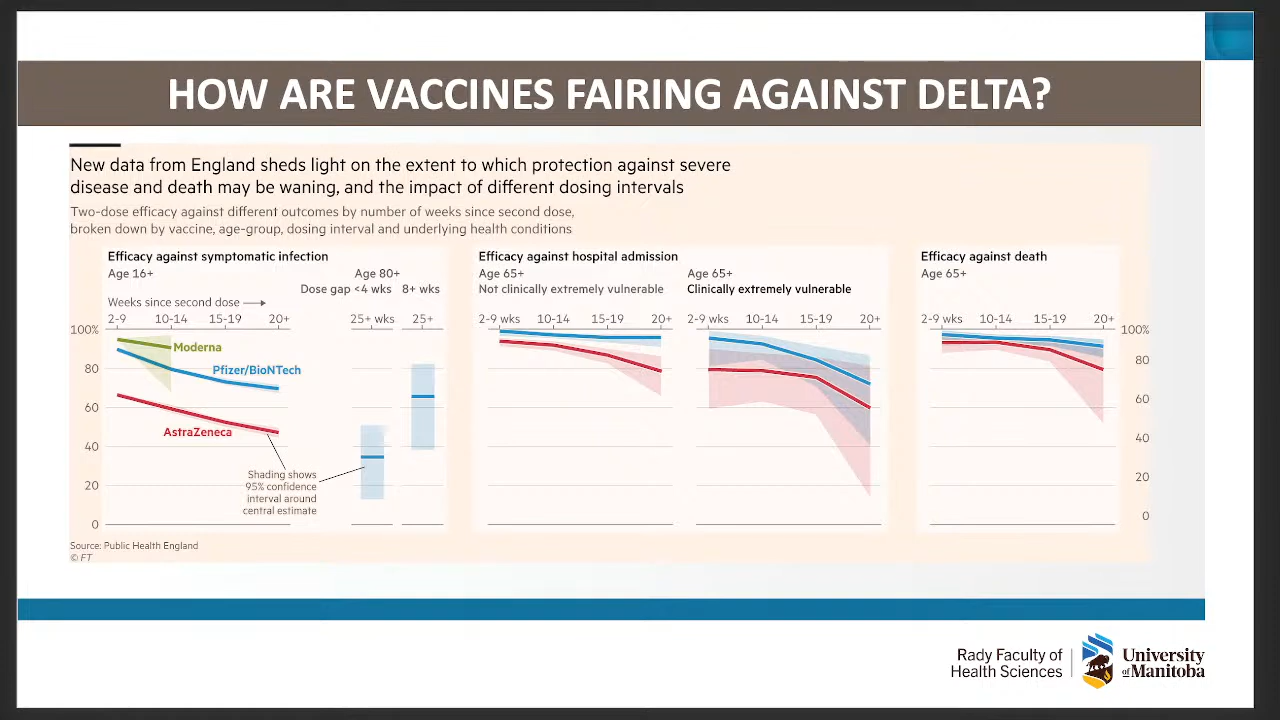 HOW ARE VACCINES FAIRING AGAINST DELTA?
New data from England sheds light on the extent to which protection against severe
disease and death may be waning, and the impact of different dosing intervals
Two-dose efficacy against different outcomes by number of weeks since second dose,
broken down by vaccine, age-group, dosing interval and underlying health conditions
Efficacy against symptomatic infection
Age 16+
Age 80+
Dose gap <4 wks 8+ wks
Weeks since second dose
2-9 10-14 15-19 20+
25+ wks 25+
100%
80
60
40
20
0
Moderna
Pfizer/BioNTech
AstraZeneca
Shading shows
95% confidence
interval around
central estimate
Efficacy against hospital admission
Age 65+
Not clinically extremely vulnerable
2-9 wks 10-14 15-19 20+
Age 65+
Clinically extremely vulnerable
2-9 wks 10-14 15-19 20+
Efficacy against death
Age 65+
2-9 wks 10-14 15-19 20+
100%
80
60
40
20
0
Source: Public Health England
© FT
Rady Faculty of
Health Sciences
University
of Manitoba